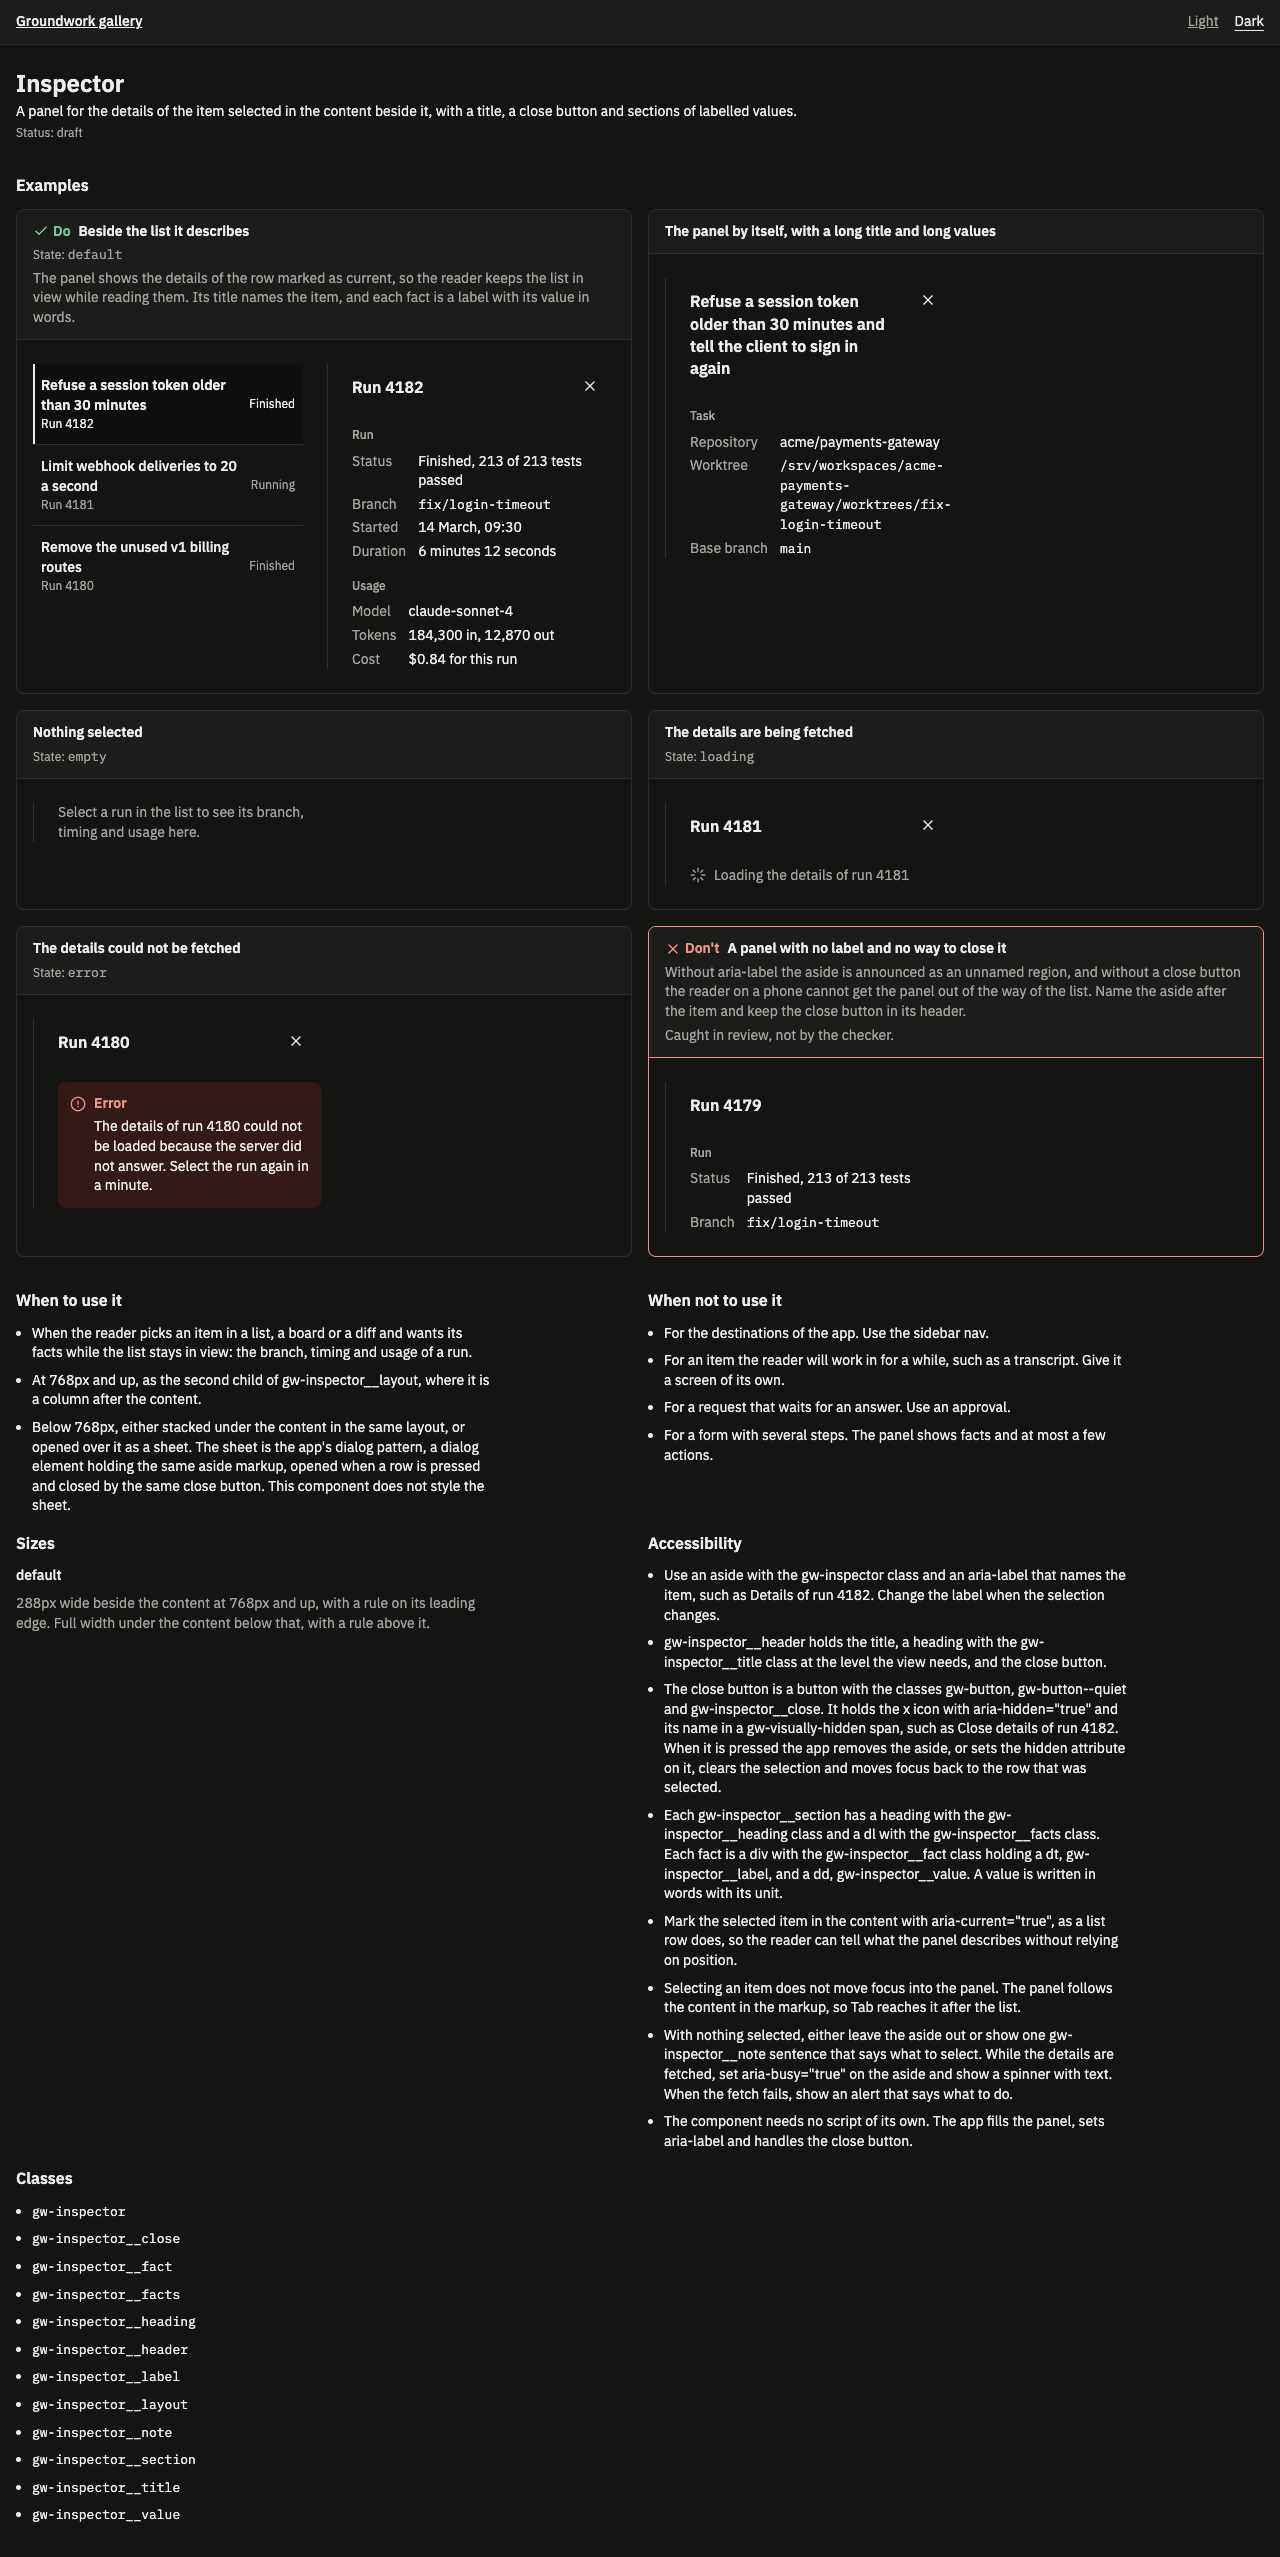 Groundwork gallery
Light
Dark
Inspector
A panel for the details of the item selected in the content beside it, with a title, a close button and sections of labelled values.
Status: draft
Examples
Do Beside the list it describes
State: default
The panel shows the details of the row marked as current, so the reader keeps the list in
view while reading them. Its title names the item, and each fact is a label with its value in
words.
Refuse a session token older
than 30 minutes
Finished
Run 4182
Limit webhook deliveries to 20
a second
Running
Run 4181
Remove the unused v1 billing
routes
Finished
Run 4180
Run 4182
Run
Status Finished, 213 of 213 tests
passed
Branch fix/login-timeout
Started 14 March, 09:30
Duration 6 minutes 12 seconds
Usage
Model claude-sonnet-4
Tokens 184,300 in, 12,870 out
Cost $0.84 for this run
The panel by itself, with a long title and long values
Refuse a session token
older than 30 minutes and
tell the client to sign in
again
Task
Repository acme/payments-gateway
Worktree /srv/workspaces/acme-
payments-
gateway/worktrees/fix-
login-timeout
Base branch main
Nothing selected
State: empty
Select a run in the list to see its branch,
timing and usage here.
The details are being fetched
State: loading
Run 4181
Loading the details of run 4181
The details could not be fetched
State: error
Run 4180
Error
The details of run 4180 could not
be loaded because the server did
not answer. Select the run again in
a minute.
Don't A panel with no label and no way to close it
Without aria-label the aside is announced as an unnamed region, and without a close button
the reader on a phone cannot get the panel out of the way of the list. Name the aside after
the item and keep the close button in its header.
Caught in review, not by the checker.
Run 4179
Run
Status Finished, 213 of 213 tests
passed
Branch fix/login-timeout
When to use it
When the reader picks an item in a list, a board or a diff and wants its
facts while the list stays in view: the branch, timing and usage of a run.
At 768px and up, as the second child of gw-inspector__layout, where it is
a column after the content.
Below 768px, either stacked under the content in the same layout, or
opened over it as a sheet. The sheet is the app's dialog pattern, a dialog
element holding the same aside markup, opened when a row is pressed
and closed by the same close button. This component does not style the
sheet.
When not to use it
For the destinations of the app. Use the sidebar nav.
For an item the reader will work in for a while, such as a transcript. Give it
a screen of its own.
For a request that waits for an answer. Use an approval.
For a form with several steps. The panel shows facts and at most a few
actions.
Sizes
default
288px wide beside the content at 768px and up, with a rule on its leading
edge. Full width under the content below that, with a rule above it.
Accessibility
Use an aside with the gw-inspector class and an aria-label that names the
item, such as Details of run 4182. Change the label when the selection
changes.
gw-inspector__header holds the title, a heading with the gw-
inspector__title class at the level the view needs, and the close button.
The close button is a button with the classes gw-button, gw-button--quiet
and gw-inspector__close. It holds the x icon with aria-hidden="true" and
its name in a gw-visually-hidden span, such as Close details of run 4182.
When it is pressed the app removes the aside, or sets the hidden attribute
on it, clears the selection and moves focus back to the row that was
selected.
Each gw-inspector__section has a heading with the gw-
inspector__heading class and a dl with the gw-inspector__facts class.
Each fact is a div with the gw-inspector__fact class holding a dt, gw-
inspector__label, and a dd, gw-inspector__value. A value is written in
words with its unit.
Mark the selected item in the content with aria-current="true", as a list
row does, so the reader can tell what the panel describes without relying
on position.
Selecting an item does not move focus into the panel. The panel follows
the content in the markup, so Tab reaches it after the list.
With nothing selected, either leave the aside out or show one gw-
inspector__note sentence that says what to select. While the details are
fetched, set aria-busy="true" on the aside and show a spinner with text.
When the fetch fails, show an alert that says what to do.
The component needs no script of its own. The app fills the panel, sets
aria-label and handles the close button.
Classes
gw-inspector
gw-inspector__close
gw-inspector__fact
gw-inspector__facts
gw-inspector__heading
gw-inspector__header
gw-inspector__label
gw-inspector__layout
gw-inspector__note
gw-inspector__section
gw-inspector__title
gw-inspector__value